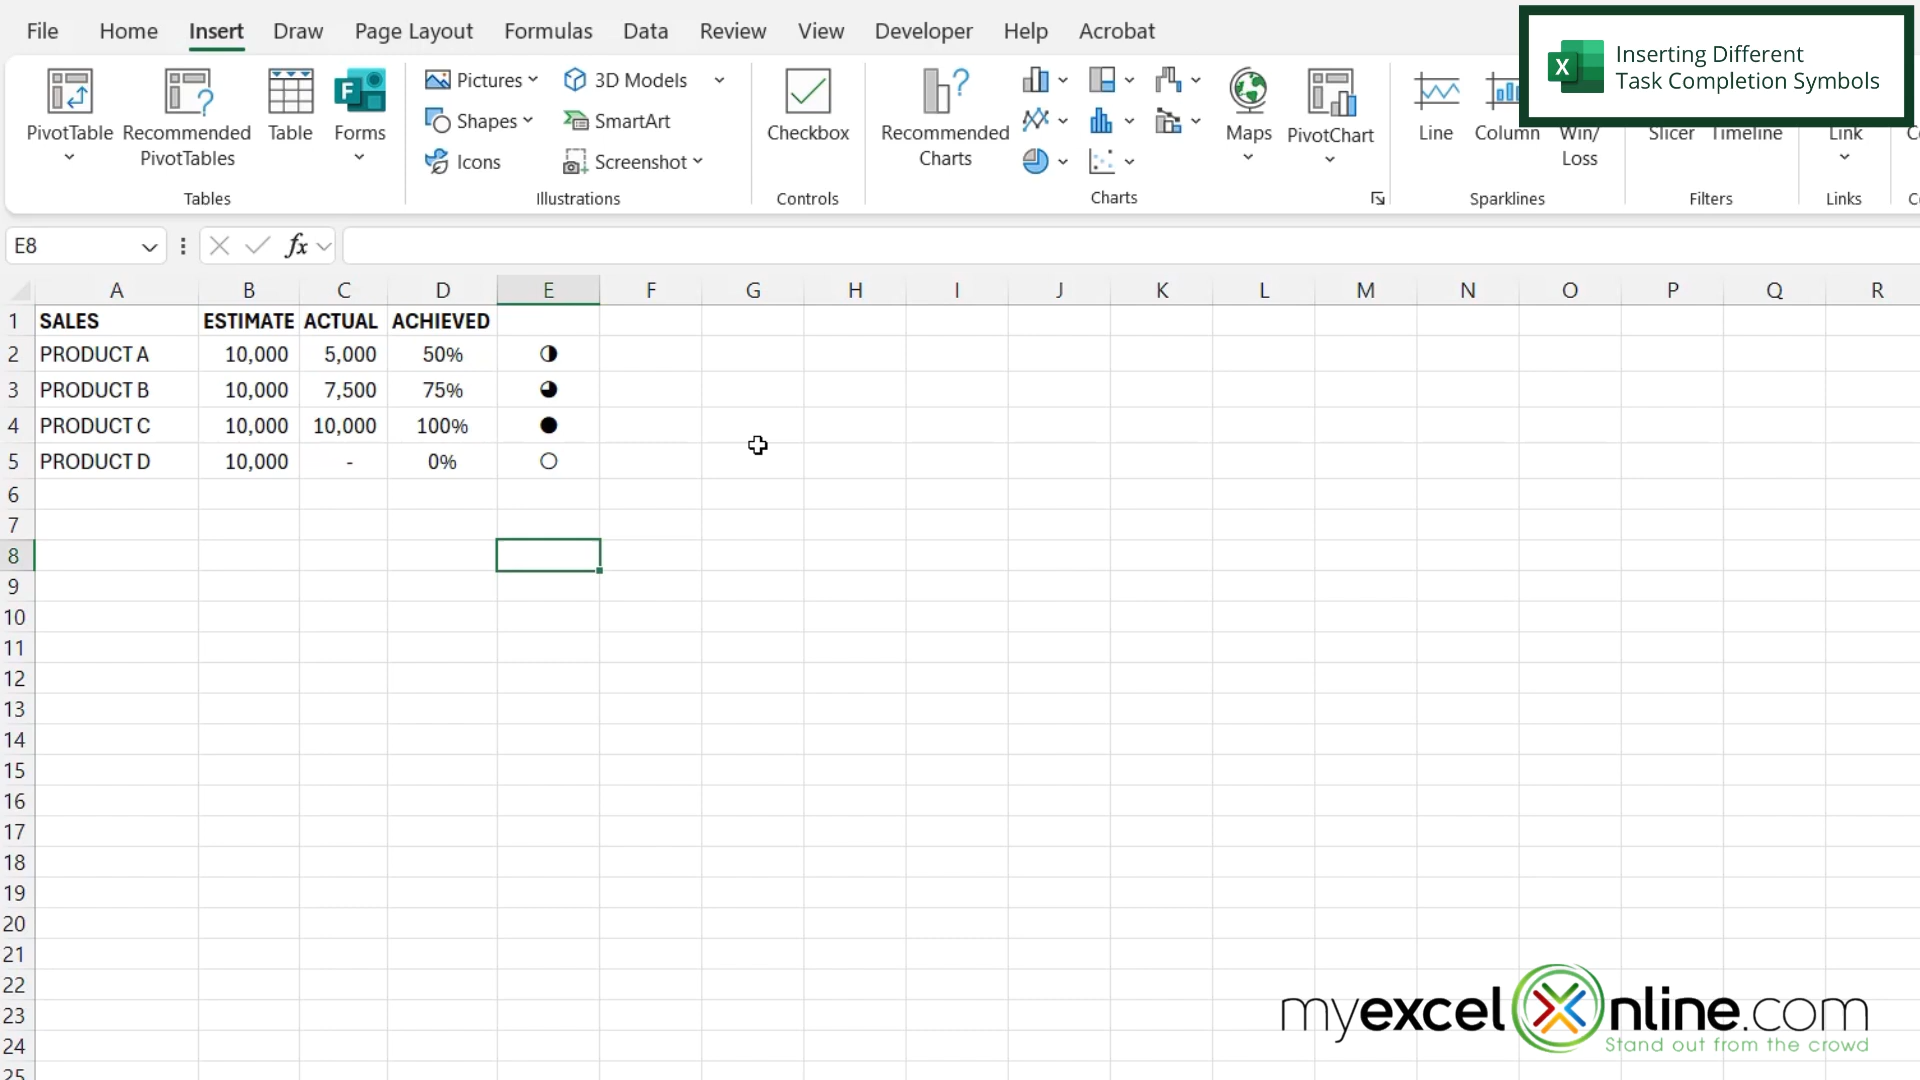 File Home Insert Draw Page Layout Formulas Data Review View Developer Help Acrobat
Inserting Different
Task Completion Symbols
PivotTable Recommended PivotTables Table Forms
Pictures 3D Models
Shapes SmartArt
Icons Screenshot
Checkbox
Recommended Charts
Maps PivotChart
Line Column Win/Loss Slicer Timeline Link
Tables Illustrations Controls Charts Sparklines Filters Links
E8 fx
A B C D E F G H I J K L M N O P Q R
1 SALES ESTIMATE ACTUAL ACHIEVED
2 PRODUCT A 10,000 5,000 50% ◑
3 PRODUCT B 10,000 7,500 75% ◕
4 PRODUCT C 10,000 10,000 100% ●
5 PRODUCT D 10,000 - 0% ○
6
7
8
9
10
11
12
13
14
15
16
17
18
19
20
21
22
23
24
25
myexcelonline.com
Stand out from the crowd